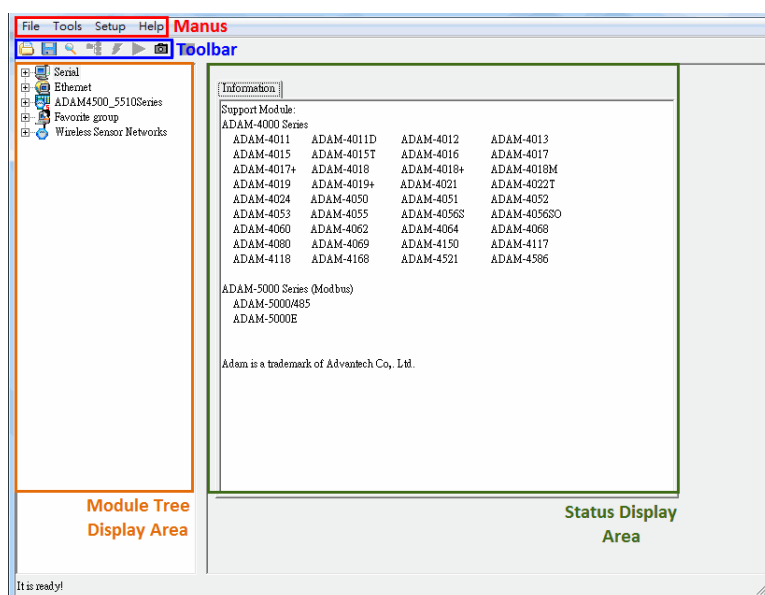 File Tools Setup Help Manus
Toolbar
Serial
Ethernet
ADAM4500_5510Series
Favorite group
Wireless Sensor Networks
Information
Support Module:
ADAM-4000 Series
ADAM-4011 ADAM-4011D ADAM-4012 ADAM-4013
ADAM-4015 ADAM-4015T ADAM-4016 ADAM-4017
ADAM-4017+ ADAM-4018 ADAM-4018+ ADAM-4018M
ADAM-4019 ADAM-4019+ ADAM-4021 ADAM-4022T
ADAM-4024 ADAM-4050 ADAM-4051 ADAM-4052
ADAM-4053 ADAM-4055 ADAM-4056S ADAM-4056SO
ADAM-4060 ADAM-4062 ADAM-4064 ADAM-4068
ADAM-4080 ADAM-4069 ADAM-4150 ADAM-4117
ADAM-4118 ADAM-4168 ADAM-4521 ADAM-4586
ADAM-5000 Series (Modbus)
ADAM-5000/485
ADAM-5000E
Adam is a trademark of Advantech Co,. Ltd.
Module Tree
Display Area
Status Display
Area
It is ready!